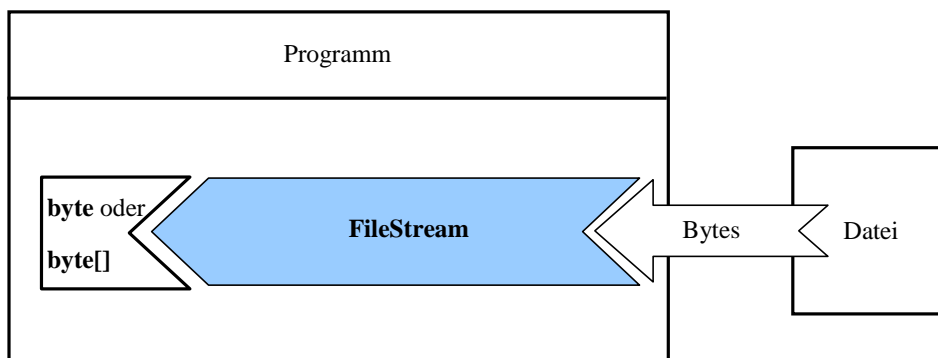 Programm
byte oder
byte[]
FileStream
Bytes
Datei